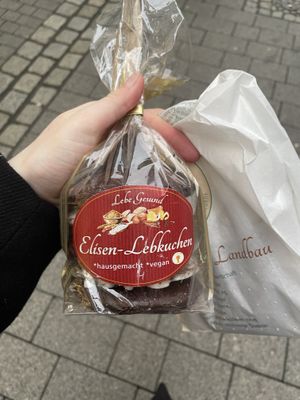 Lebe Gesund
Elisen-Lebkuchen
*hausgemacht *vegan
Landbau